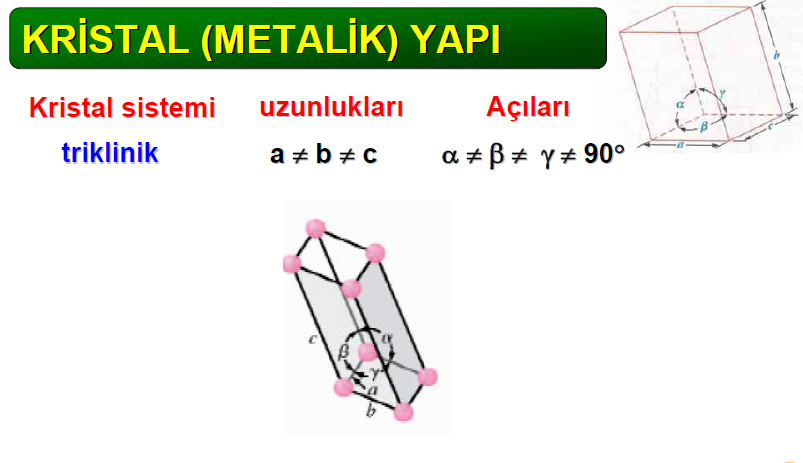 KRİSTAL (METALİK) YAPI
Kristal sistemi uzunlukları Açıları
triklinik a ≠ b ≠ c α ≠ β ≠ γ ≠ 90°
b
α γ
β
a c
c
β α
γ
a
b